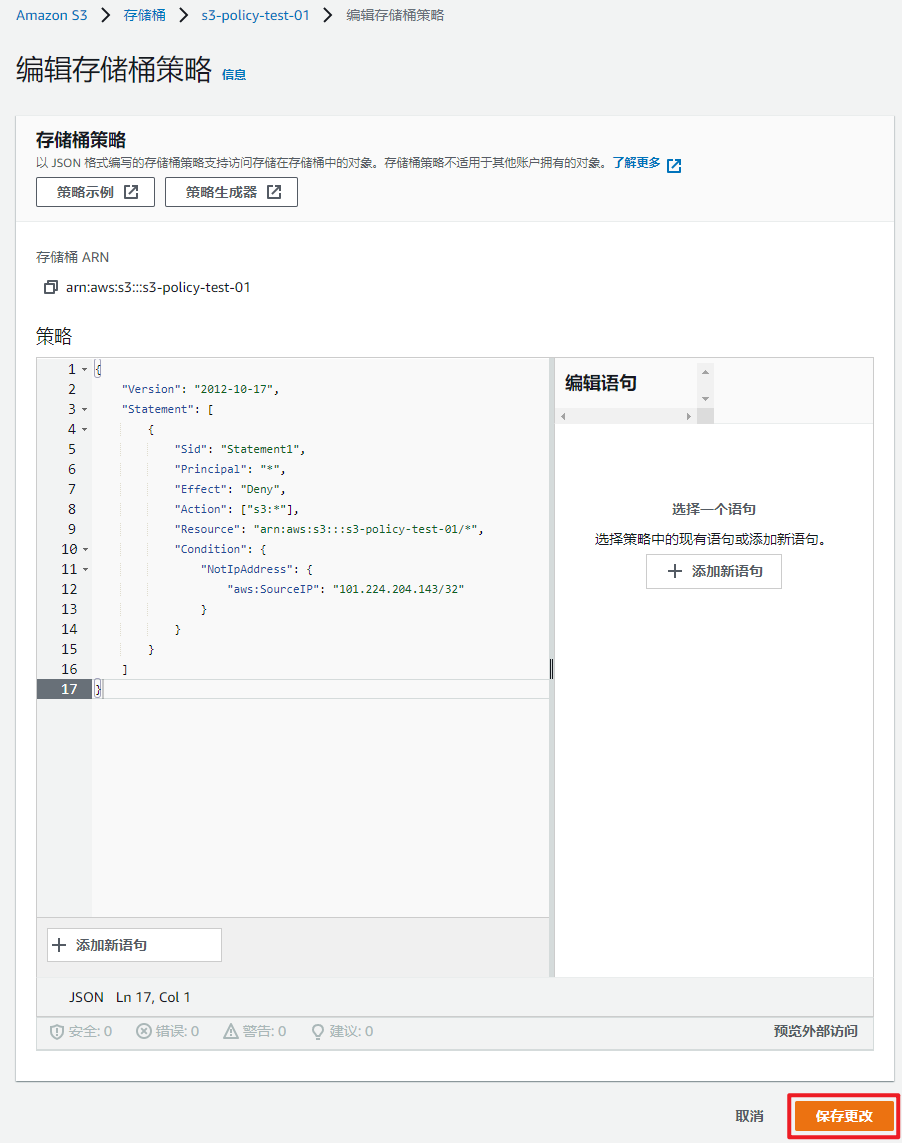 Amazon S3 > 存储桶 > s3-policy-test-01 > 编辑存储桶策略
编辑存储桶策略 信息
存储桶策略
以 JSON 格式编写的存储桶策略支持访问存储在存储桶中的对象。存储桶策略不适用于其他账户拥有的对象。了解更多
策略示例 策略生成器
存储桶 ARN
arn:aws:s3:::s3-policy-test-01
策略
1 {
2 "Version": "2012-10-17",
3 "Statement": [
4 {
5 "Sid": "Statement1",
6 "Principal": "*",
7 "Effect": "Deny",
8 "Action": ["s3:*"],
9 "Resource": "arn:aws:s3:::s3-policy-test-01/*",
10 "Condition": {
11 "NotIpAddress": {
12 "aws:SourceIP": "101.224.204.143/32"
13 }
14 }
15 }
16 ]
17 }
编辑语句
选择一个语句
选择策略中的现有语句或添加新语句。
添加新语句
添加新语句
JSON Ln 17, Col 1
安全: 0 错误: 0 警告: 0 建议: 0 预览外部访问
取消 保存更改